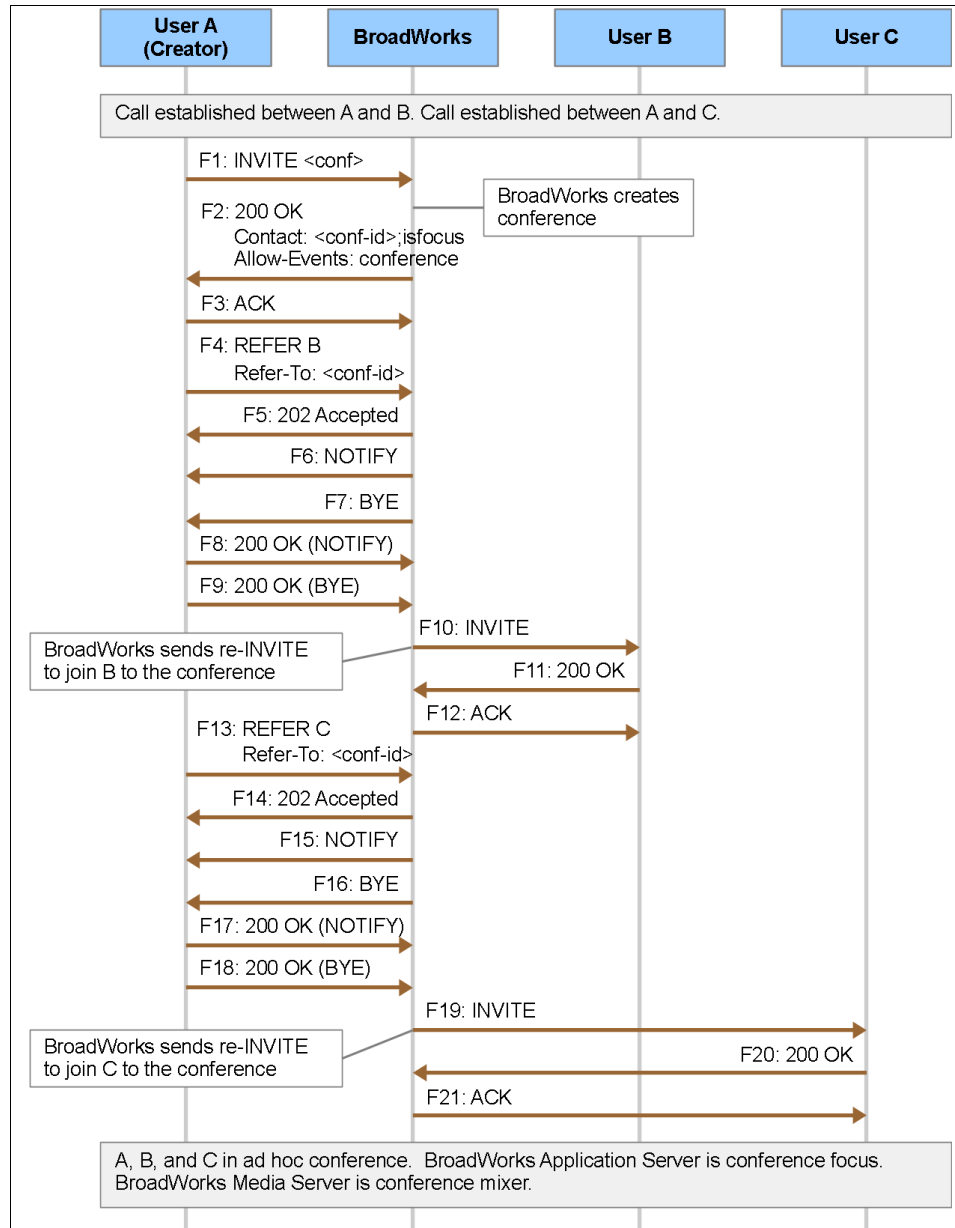 User A
(Creator)
BroadWorks
User B
User C
Call established between A and B. Call established between A and C.
F1: INVITE <conf>
BroadWorks creates
conference
F2: 200 OK
Contact: <conf-id>;isfocus
Allow-Events: conference
F3: ACK
F4: REFER B
Refer-To: <conf-id>
F5: 202 Accepted
F6: NOTIFY
F7: BYE
F8: 200 OK (NOTIFY)
F9: 200 OK (BYE)
F10: INVITE
BroadWorks sends re-INVITE
to join B to the conference
F11: 200 OK
F12: ACK
F13: REFER C
Refer-To: <conf-id>
F14: 202 Accepted
F15: NOTIFY
F16: BYE
F17: 200 OK (NOTIFY)
F18: 200 OK (BYE)
F19: INVITE
BroadWorks sends re-INVITE
to join C to the conference
F20: 200 OK
F21: ACK
A, B, and C in ad hoc conference. BroadWorks Application Server is conference focus.
BroadWorks Media Server is conference mixer.